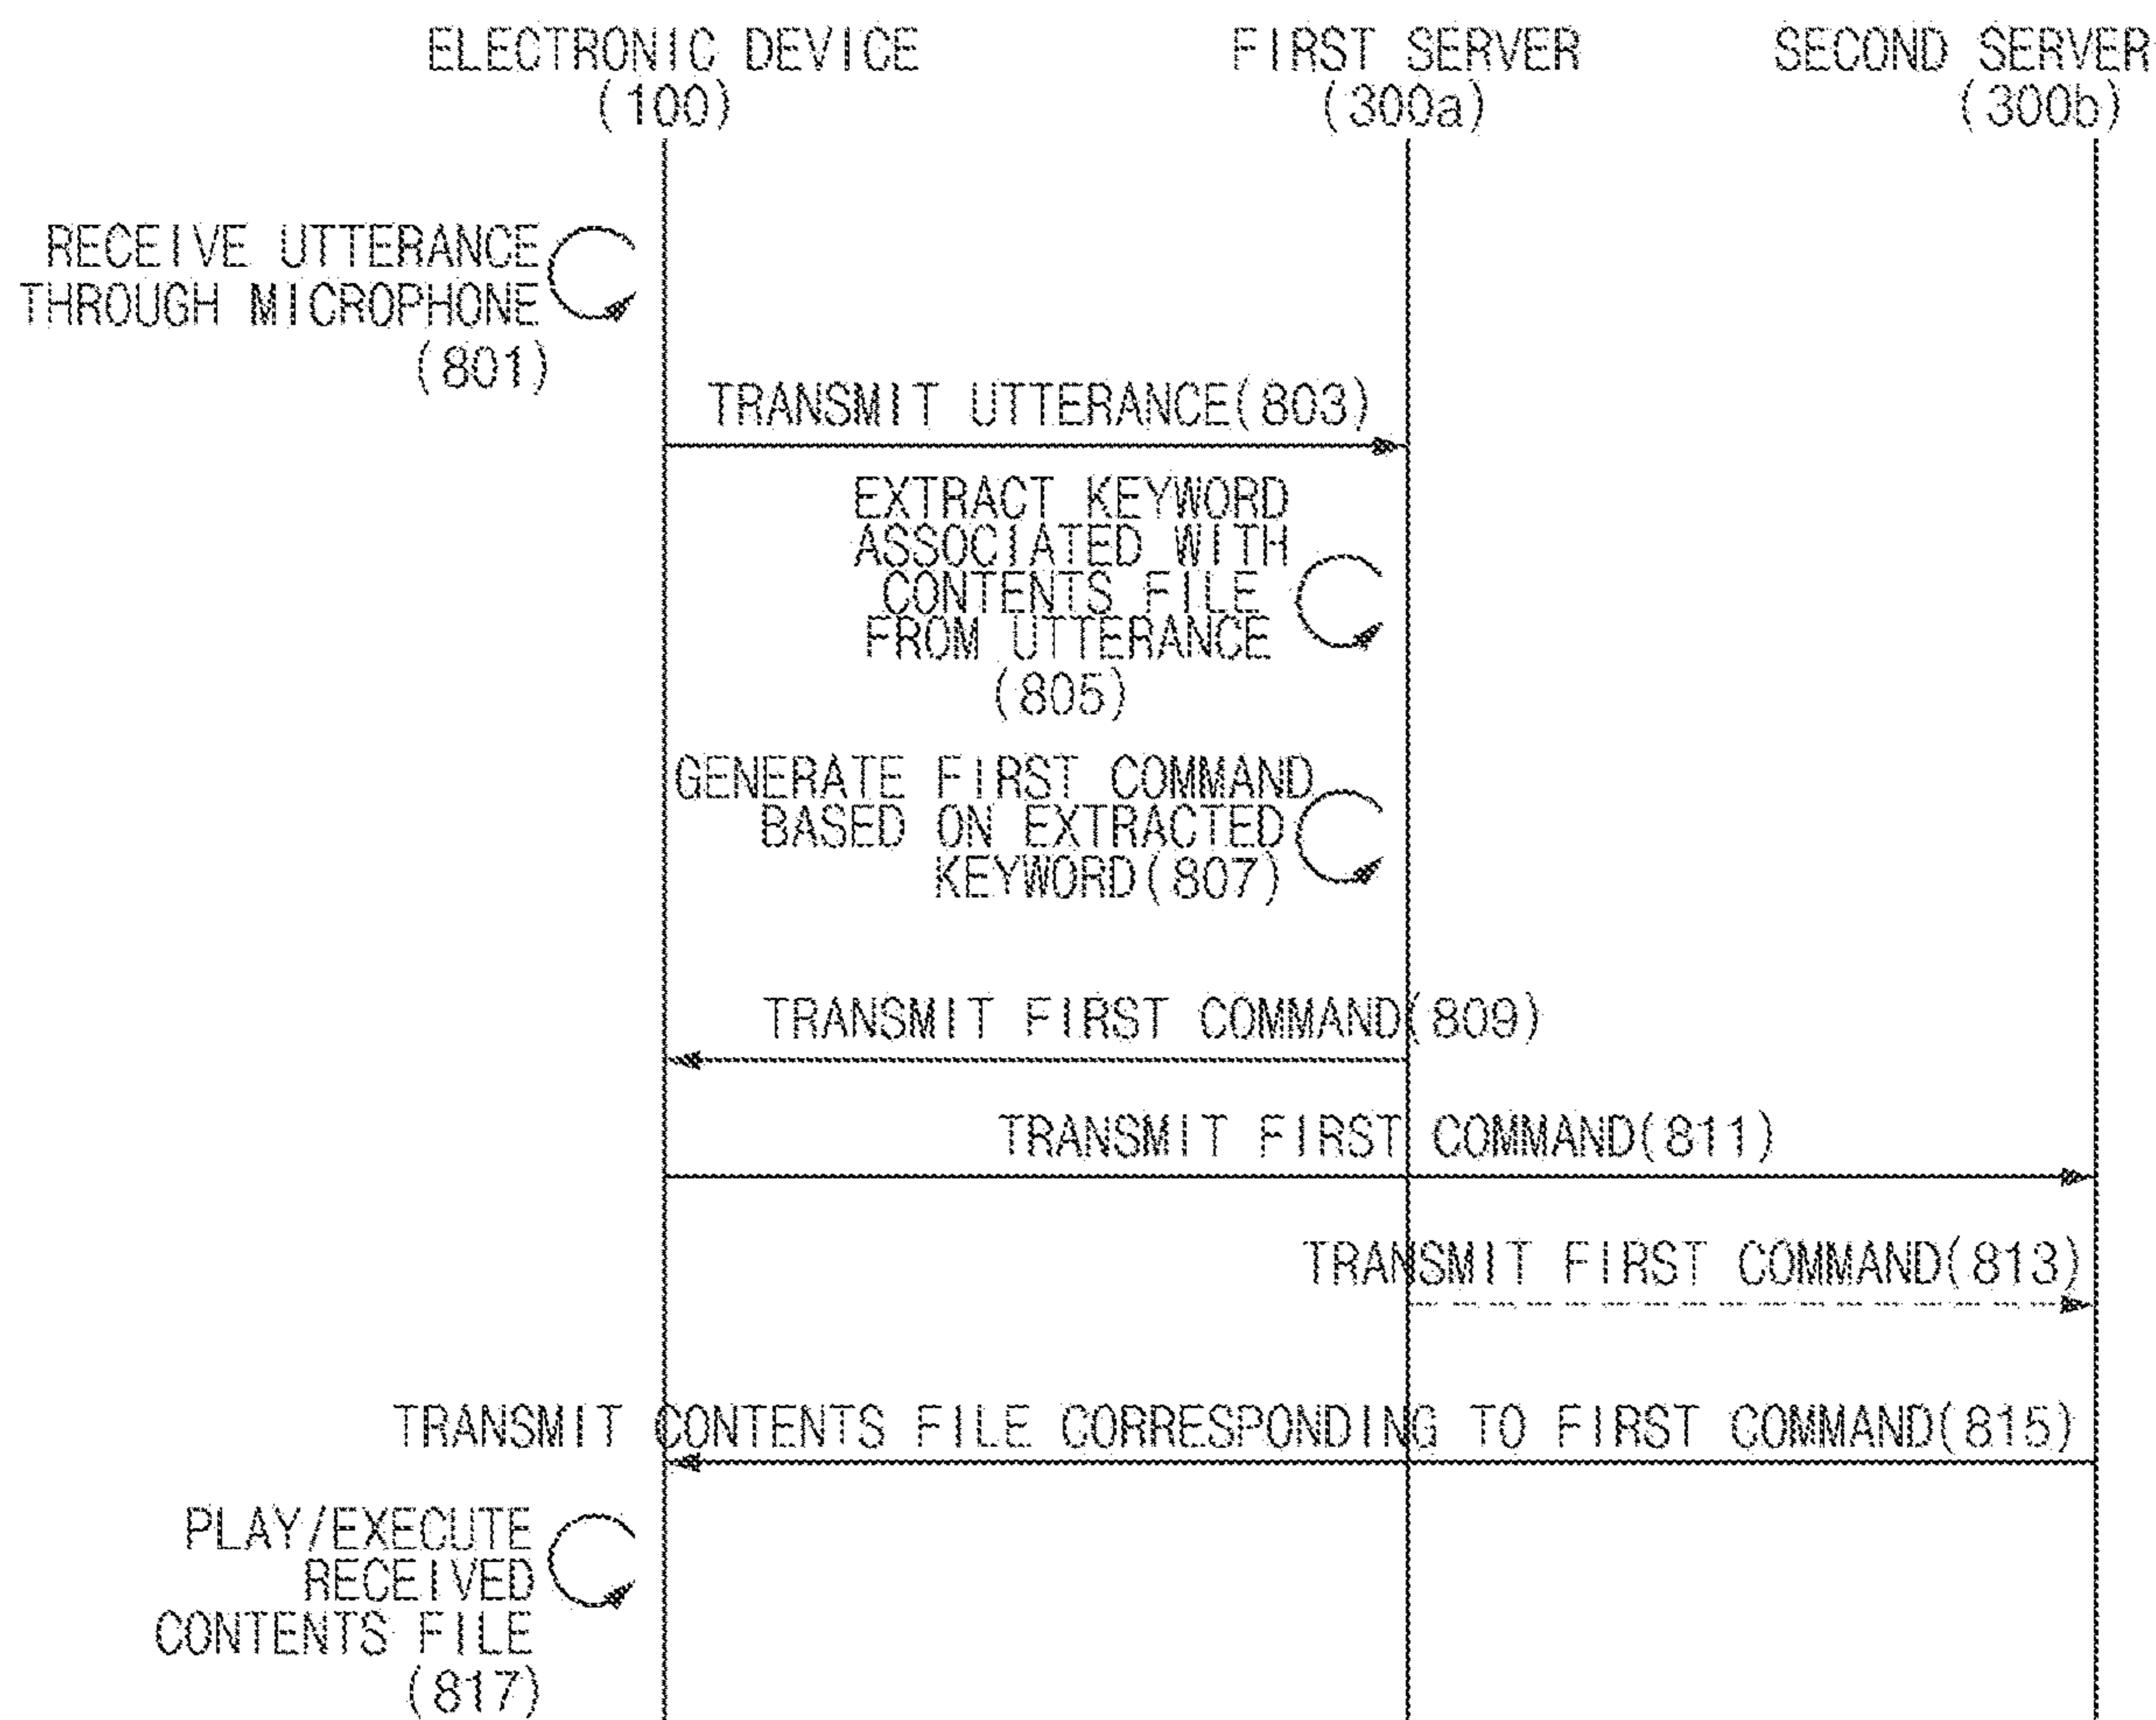 ELECTRONIC DEVICE
(100)
FIRST SERVER
(300a)
SECOND SERVER
(300b)
RECEIVE UTTERANCE
THROUGH MICROPHONE
(801)
TRANSMIT UTTERANCE(803)
EXTRACT KEYWORD
ASSOCIATED WITH
CONTENTS FILE
FROM UTTERANCE
(805)
GENERATE FIRST COMMAND
BASED ON EXTRACTED
KEYWORD(807)
TRANSMIT FIRST COMMAND(809)
TRANSMIT FIRST COMMAND(811)
TRANSMIT FIRST COMMAND(813)
TRANSMIT CONTENTS FILE CORRESPONDING TO FIRST COMMAND(815)
PLAY/EXECUTE
RECEIVED
CONTENTS FILE
(817)